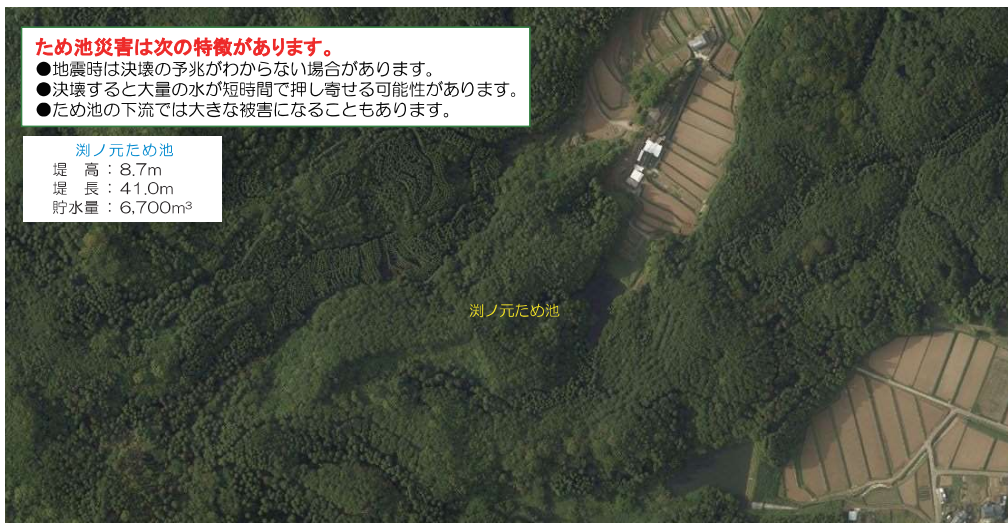 ため池災害は次の特徴があります。
●地震時は決壊の予兆がわからない場合があります。
●決壊すると大量の水が短時間で押し寄せる可能性があります。
●ため池の下流では大きな被害になることもあります。
渕ノ元ため池
堤　高：8.7m
堤　長：41.0m
貯水量：6,700m³
渕ノ元ため池